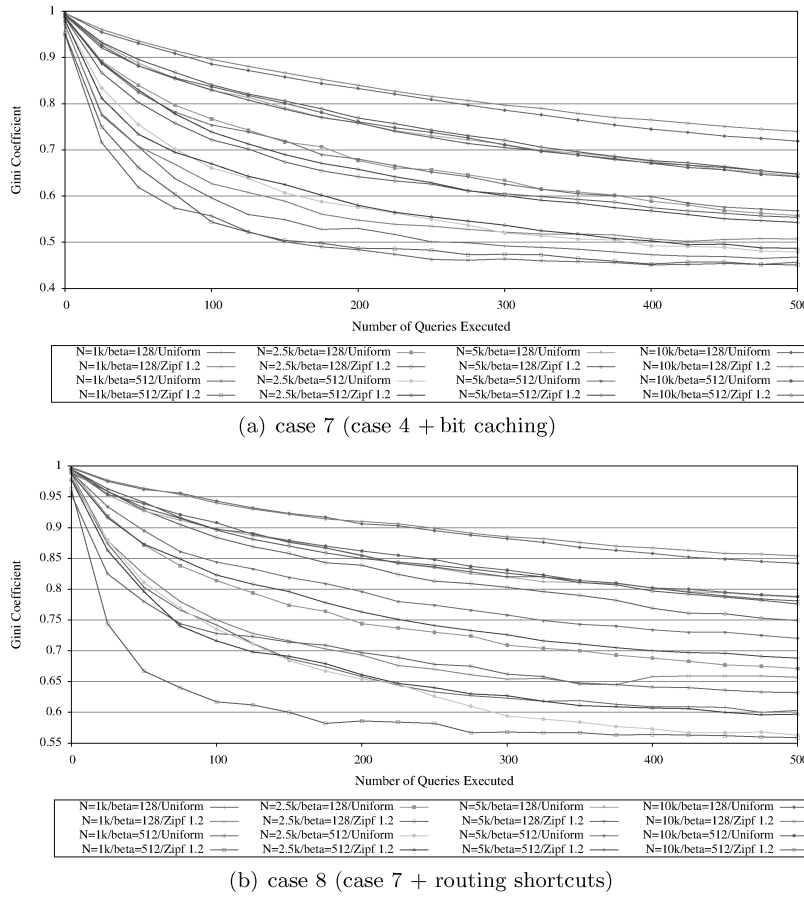 1
0.9
0.8
0.7
0.6
0.5
0.4
Gini Coefficient
0 100 200 300 400 500
Number of Queries Executed
N=1k/beta=128/Uniform N=2.5k/beta=128/Uniform N=5k/beta=128/Uniform N=10k/beta=128/Uniform
N=1k/beta=128/Zipf 1.2 N=2.5k/beta=128/Zipf 1.2 N=5k/beta=128/Zipf 1.2 N=10k/beta=128/Zipf 1.2
N=1k/beta=512/Uniform N=2.5k/beta=512/Uniform N=5k/beta=512/Uniform N=10k/beta=512/Uniform
N=1k/beta=512/Zipf 1.2 N=2.5k/beta=512/Zipf 1.2 N=5k/beta=512/Zipf 1.2 N=10k/beta=512/Zipf 1.2
(a) case 7 (case 4 + bit caching)
1
0.95
0.9
0.85
0.8
0.75
0.7
0.65
0.6
0.55
Gini Coefficient
0 100 200 300 400 500
Number of Queries Executed
N=1k/beta=128/Uniform N=2.5k/beta=128/Uniform N=5k/beta=128/Uniform N=10k/beta=128/Uniform
N=1k/beta=128/Zipf 1.2 N=2.5k/beta=128/Zipf 1.2 N=5k/beta=128/Zipf 1.2 N=10k/beta=128/Zipf 1.2
N=1k/beta=512/Uniform N=2.5k/beta=512/Uniform N=5k/beta=512/Uniform N=10k/beta=512/Uniform
N=1k/beta=512/Zipf 1.2 N=2.5k/beta=512/Zipf 1.2 N=5k/beta=512/Zipf 1.2 N=10k/beta=512/Zipf 1.2
(b) case 8 (case 7 + routing shortcuts)